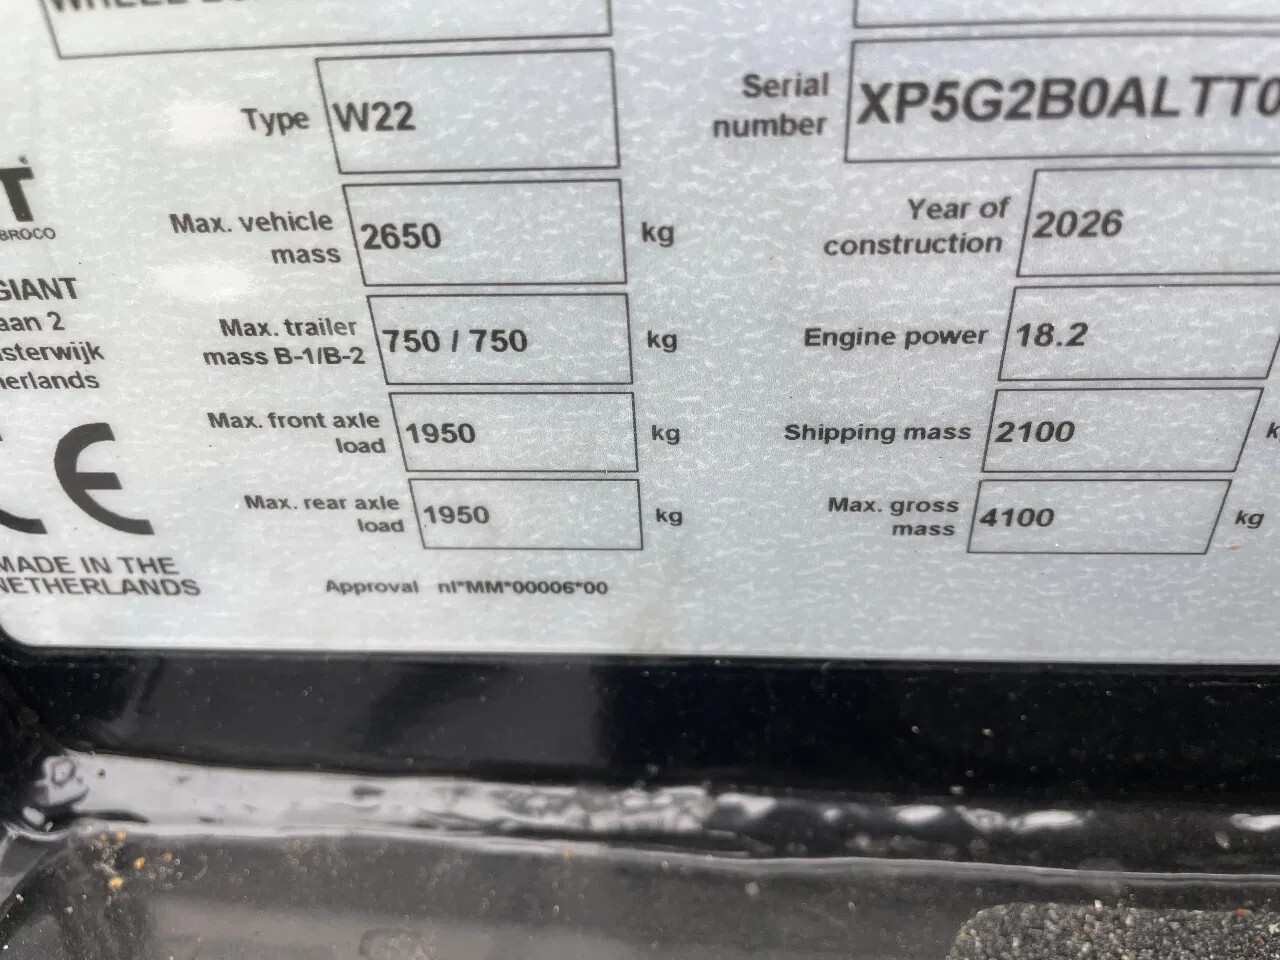 WHEEL
Type W22
Serial number XP5G2B0ALTT0
T
BROCO
Max. vehicle mass 2650 kg
Year of construction 2026
GIANT
aan 2
sterwijk
erlands
Max. trailer mass B-1/B-2 750 / 750 kg
Engine power 18.2
Max. front axle load 1950 kg
Shipping mass 2100 k
CE
Max. rear axle load 1950 kg
Max. gross mass 4100 kg
MADE IN THE
NETHERLANDS
Approval nl*MM*00006*00